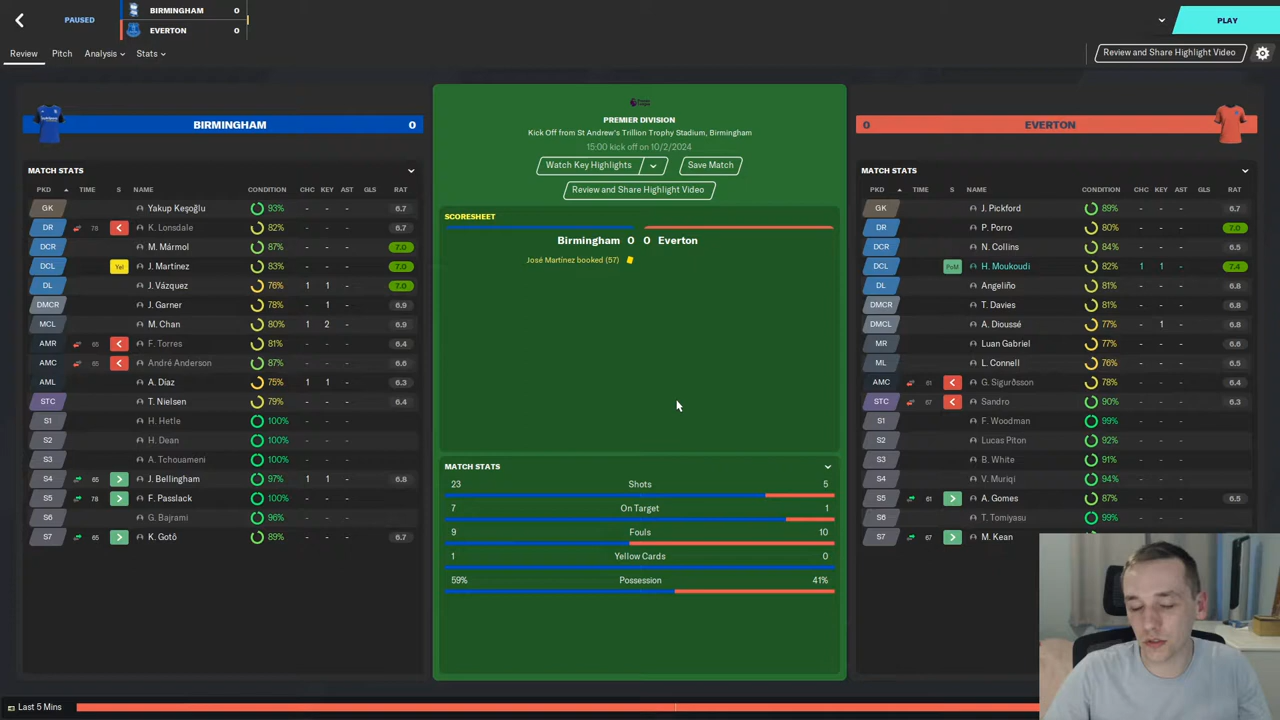 PAUSED
BIRMINGHAM 0
EVERTON 0
PLAY
Review Pitch Analysis Stats
Review and Share Highlight Video
BIRMINGHAM 0
MATCH STATS
PKD TIME S NAME CONDITION CHC KEY AST GLS RAT
GK Yakup Keşoğlu 93% - - - 6.7
DR 78 K. Lonsdale 82% - - - 6.7
DCR M. Mármol 87% - - - 7.0
DCL Yel J. Martínez 83% - - - 7.0
DL J. Vázquez 76% 1 1 - 7.0
DMCR J. Garner 78% - 1 - 6.9
MCL M. Chan 80% 1 2 - 6.9
AMR 65 F. Torres 81% - - - 6.4
AMC 65 André Anderson 87% - - - 6.6
AML A. Díaz 75% 1 1 - 6.3
STC T. Nielsen 79% - - - 6.4
S1 H. Hetle 100%
S2 H. Dean 100%
S3 A. Tchouameni 100%
S4 65 J. Bellingham 97% 1 1 - 6.8
S5 78 F. Passlack 100% - - -
S6 G. Bajrami 96%
S7 65 K. Gotō 89% - - - 6.7
PREMIER DIVISION
Kick Off from St Andrew's Trillion Trophy Stadium, Birmingham
15:00 kick off on 10/2/2024
Watch Key Highlights
Save Match
Review and Share Highlight Video
SCORESHEET
Birmingham 0 0 Everton
José Martínez booked (57)
MATCH STATS
23 Shots 5
7 On Target 1
9 Fouls 10
1 Yellow Cards 0
59% Possession 41%
0 EVERTON
MATCH STATS
PKD TIME S NAME CONDITION CHC KEY AST GLS RAT
GK J. Pickford 89% - - - 6.7
DR P. Porro 80% - - - 7.0
DCR N. Collins 84% - - - 6.5
DCL PoM H. Moukoudi 82% 1 1 - 7.4
DL Angeliño 81% - - - 6.8
DMCR T. Davies 81% - - - 6.8
DMCL A. Dioussé 77% - 1 - 6.8
MR Luan Gabriel 77% - - - 6.6
ML L. Connell 76% - - - 6.5
AMC 61 G. Sigurðsson 78% - - - 6.4
STC 67 Sandro 90% - - - 6.3
S1 F. Woodman 99%
S2 Lucas Piton 92%
S3 B. White 91%
S4 V. Muriqi 94%
S5 61 A. Gomes 87% - - - 6.5
S6 T. Tomiyasu 99%
S7 67 M. Kean
Last 5 Mins